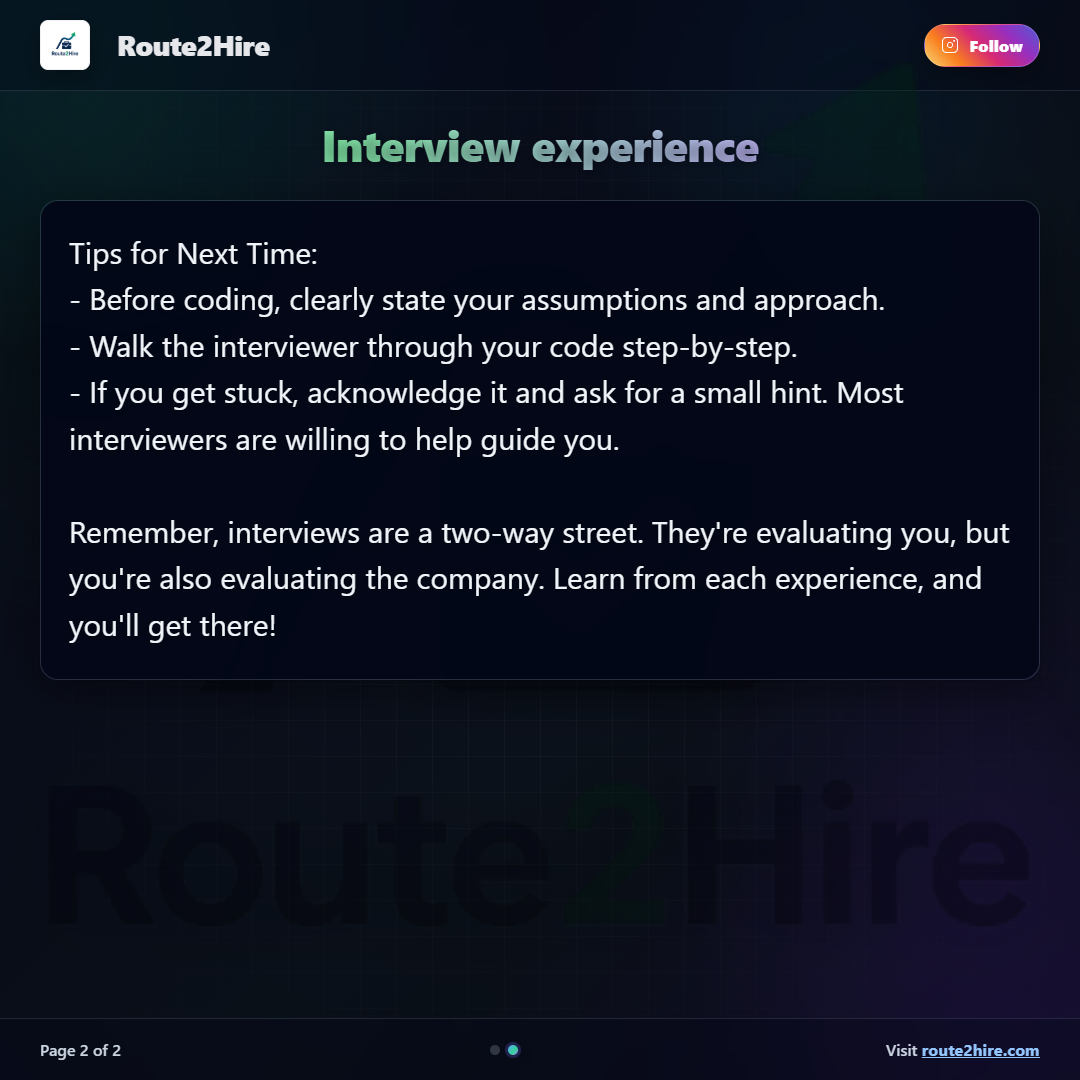 Route2Hire
Route2Hire
Follow
Interview experience
Tips for Next Time:
- Before coding, clearly state your assumptions and approach.
- Walk the interviewer through your code step-by-step.
- If you get stuck, acknowledge it and ask for a small hint. Most
interviewers are willing to help guide you.
Remember, interviews are a two-way street. They're evaluating you, but
you're also evaluating the company. Learn from each experience, and
you'll get there!
Route2Hire
Page 2 of 2
Visit route2hire.com